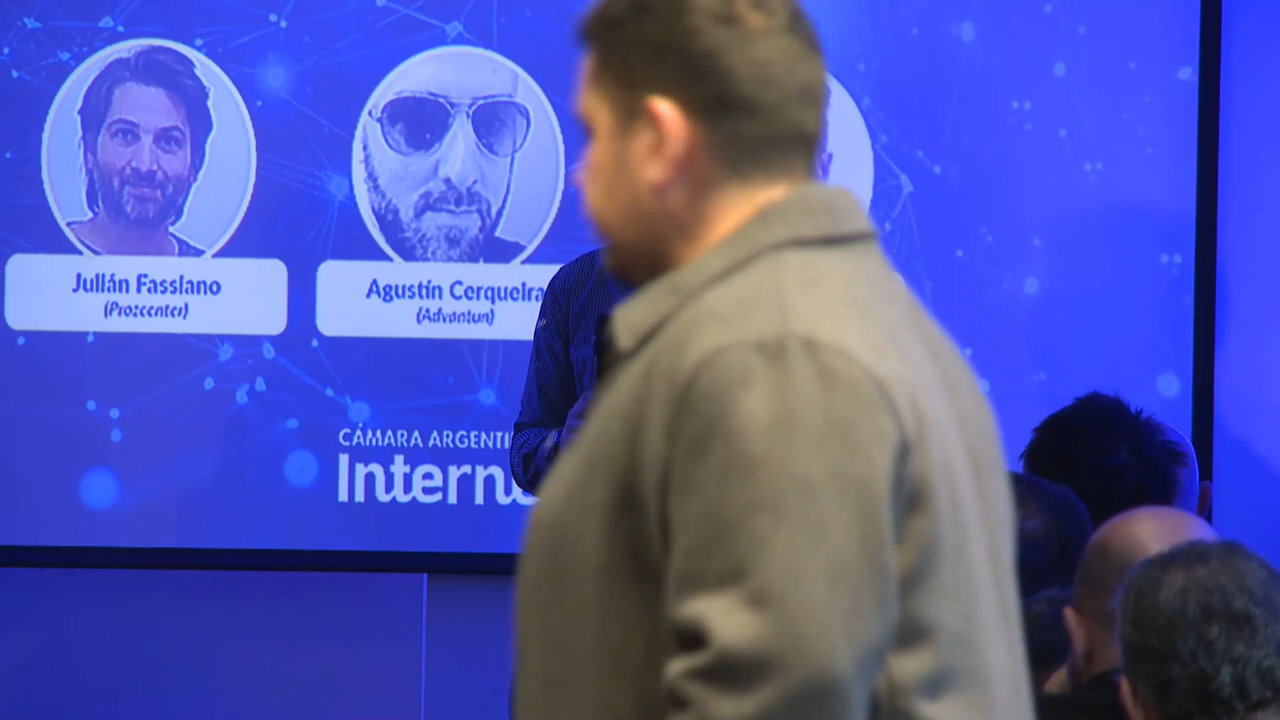 Julián Fassiano
(Prozcenter)
Agustín Cerqueira
(Advantun)
CÁMARA ARGENTI
Intern